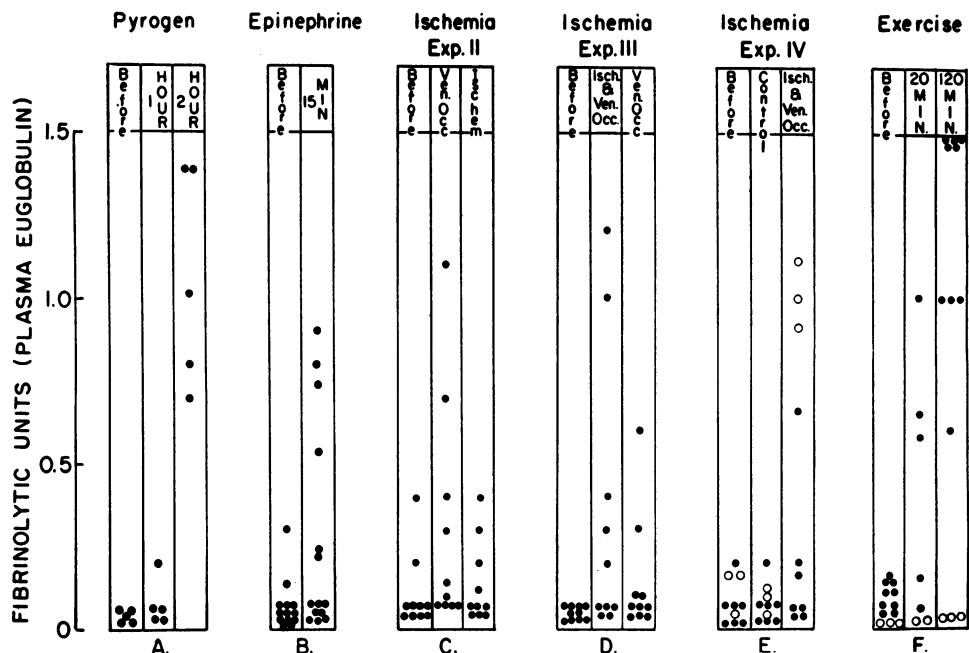 Pyrogen
Epinephrine
Ischemia
Exp. II
Ischemia
Exp. III
Ischemia
Exp. IV
Exercise
Before
1 HOUR
2 HOUR
Before
15 MIN
Before
Ven. Occ
Ischem
Before
Isch.
&
Ven.
Occ.
Ven. Occ
Before
Control
Isch.
&
Ven.
Occ.
Before
20 MIN.
120 MIN.
FIBRINOLYTIC UNITS (PLASMA EUGLOBULIN)
1.5
1.0
0.5
0
A.
B.
C.
D.
E.
F.